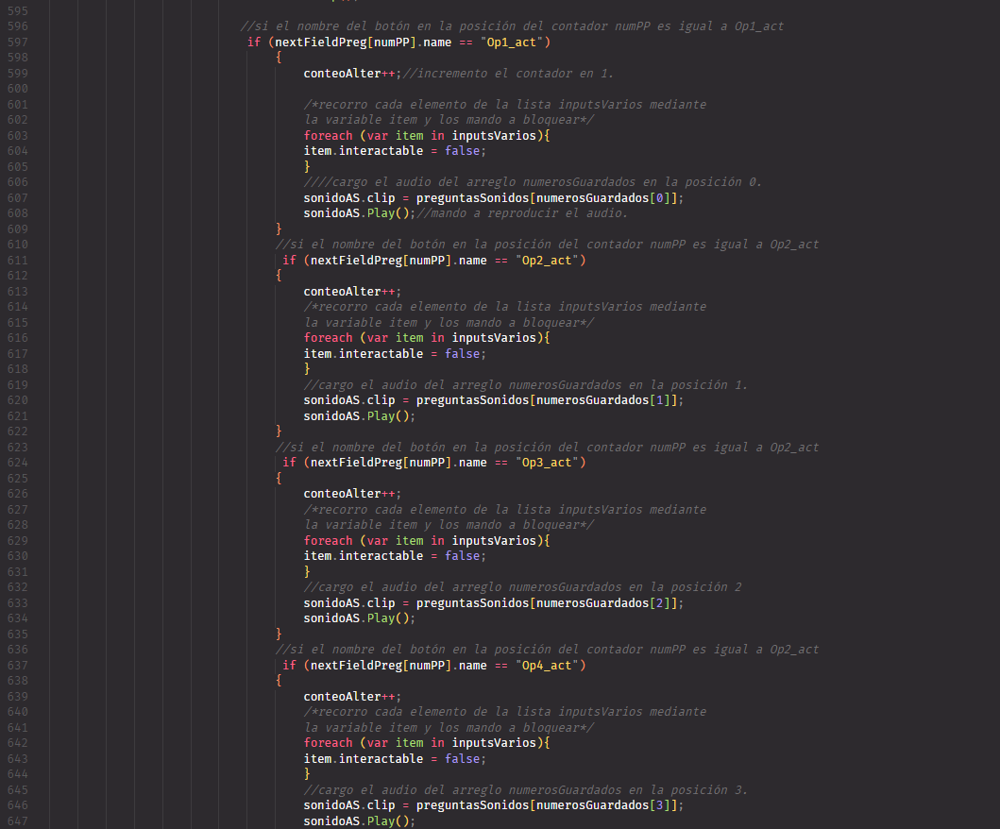 595
596 //si el nombre del botón en la posición del contador numPP es igual a Op1_act
597 if (nextFieldPreg[numPP].name == "Op1_act")
598 {
599 conteoAlter++;//incremento el contador en 1.
600
601 /*recorro cada elemento de la lista inputsVarios mediante
602 la variable item y los mando a bloquear*/
603 foreach (var item in inputsVarios){
604 item.interactable = false;
605 }
606 ////cargo el audio del arreglo numerosGuardados en la posición 0.
607 sonidoAS.clip = preguntasSonidos[numerosGuardados[0]];
608 sonidoAS.Play();//mando a reproducir el audio.
609 }
610 //si el nombre del botón en la posición del contador numPP es igual a Op2_act
611 if (nextFieldPreg[numPP].name == "Op2_act")
612 {
613 conteoAlter++;
614 /*recorro cada elemento de la lista inputsVarios mediante
615 la variable item y los mando a bloquear*/
616 foreach (var item in inputsVarios){
617 item.interactable = false;
618 }
619 //cargo el audio del arreglo numerosGuardados en la posición 1.
620 sonidoAS.clip = preguntasSonidos[numerosGuardados[1]];
621 sonidoAS.Play();
622 }
623 //si el nombre del botón en la posición del contador numPP es igual a Op2_act
624 if (nextFieldPreg[numPP].name == "Op3_act")
625 {
626 conteoAlter++;
627 /*recorro cada elemento de la lista inputsVarios mediante
628 la variable item y los mando a bloquear*/
629 foreach (var item in inputsVarios){
630 item.interactable = false;
631 }
632 //cargo el audio del arreglo numerosGuardados en la posición 2
633 sonidoAS.clip = preguntasSonidos[numerosGuardados[2]];
634 sonidoAS.Play();
635 }
636 //si el nombre del botón en la posición del contador numPP es igual a Op2_act
637 if (nextFieldPreg[numPP].name == "Op4_act")
638 {
639 conteoAlter++;
640 /*recorro cada elemento de la lista inputsVarios mediante
641 la variable item y los mando a bloquear*/
642 foreach (var item in inputsVarios){
643 item.interactable = false;
644 }
645 //cargo el audio del arreglo numerosGuardados en la posición 3.
646 sonidoAS.clip = preguntasSonidos[numerosGuardados[3]];
647 sonidoAS.Play();